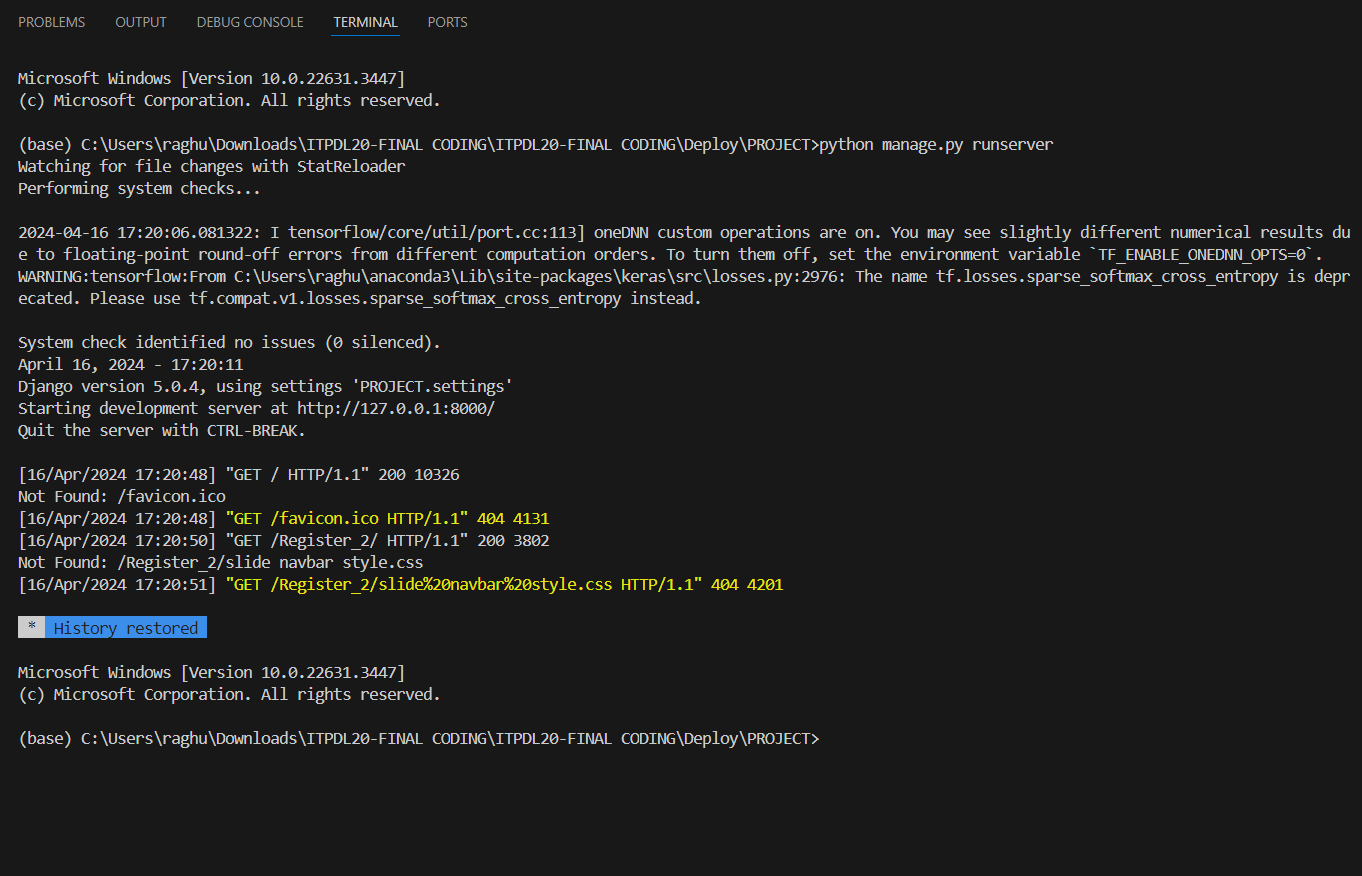 PROBLEMS OUTPUT DEBUG CONSOLE TERMINAL PORTS
Microsoft Windows [Version 10.0.22631.3447]
(c) Microsoft Corporation. All rights reserved.
(base) C:\Users\raghu\Downloads\ITPDL20-FINAL CODING\ITPDL20-FINAL CODING\Deploy\PROJECT>python manage.py runserver
Watching for file changes with StatReloader
Performing system checks...
2024-04-16 17:20:06.081322: I tensorflow/core/util/port.cc:113] oneDNN custom operations are on. You may see slightly different numerical results du
e to floating-point round-off errors from different computation orders. To turn them off, set the environment variable `TF_ENABLE_ONEDNN_OPTS=0`.
WARNING:tensorflow:From C:\Users\raghu\anaconda3\Lib\site-packages\keras\src\losses.py:2976: The name tf.losses.sparse_softmax_cross_entropy is depr
ecated. Please use tf.compat.v1.losses.sparse_softmax_cross_entropy instead.
System check identified no issues (0 silenced).
April 16, 2024 - 17:20:11
Django version 5.0.4, using settings 'PROJECT.settings'
Starting development server at http://127.0.0.1:8000/
Quit the server with CTRL-BREAK.
[16/Apr/2024 17:20:48] "GET / HTTP/1.1" 200 10326
Not Found: /favicon.ico
[16/Apr/2024 17:20:48] "GET /favicon.ico HTTP/1.1" 404 4131
[16/Apr/2024 17:20:50] "GET /Register_2/ HTTP/1.1" 200 3802
Not Found: /Register_2/slide navbar style.css
[16/Apr/2024 17:20:51] "GET /Register_2/slide%20navbar%20style.css HTTP/1.1" 404 4201
* History restored
Microsoft Windows [Version 10.0.22631.3447]
(c) Microsoft Corporation. All rights reserved.
(base) C:\Users\raghu\Downloads\ITPDL20-FINAL CODING\ITPDL20-FINAL CODING\Deploy\PROJECT>